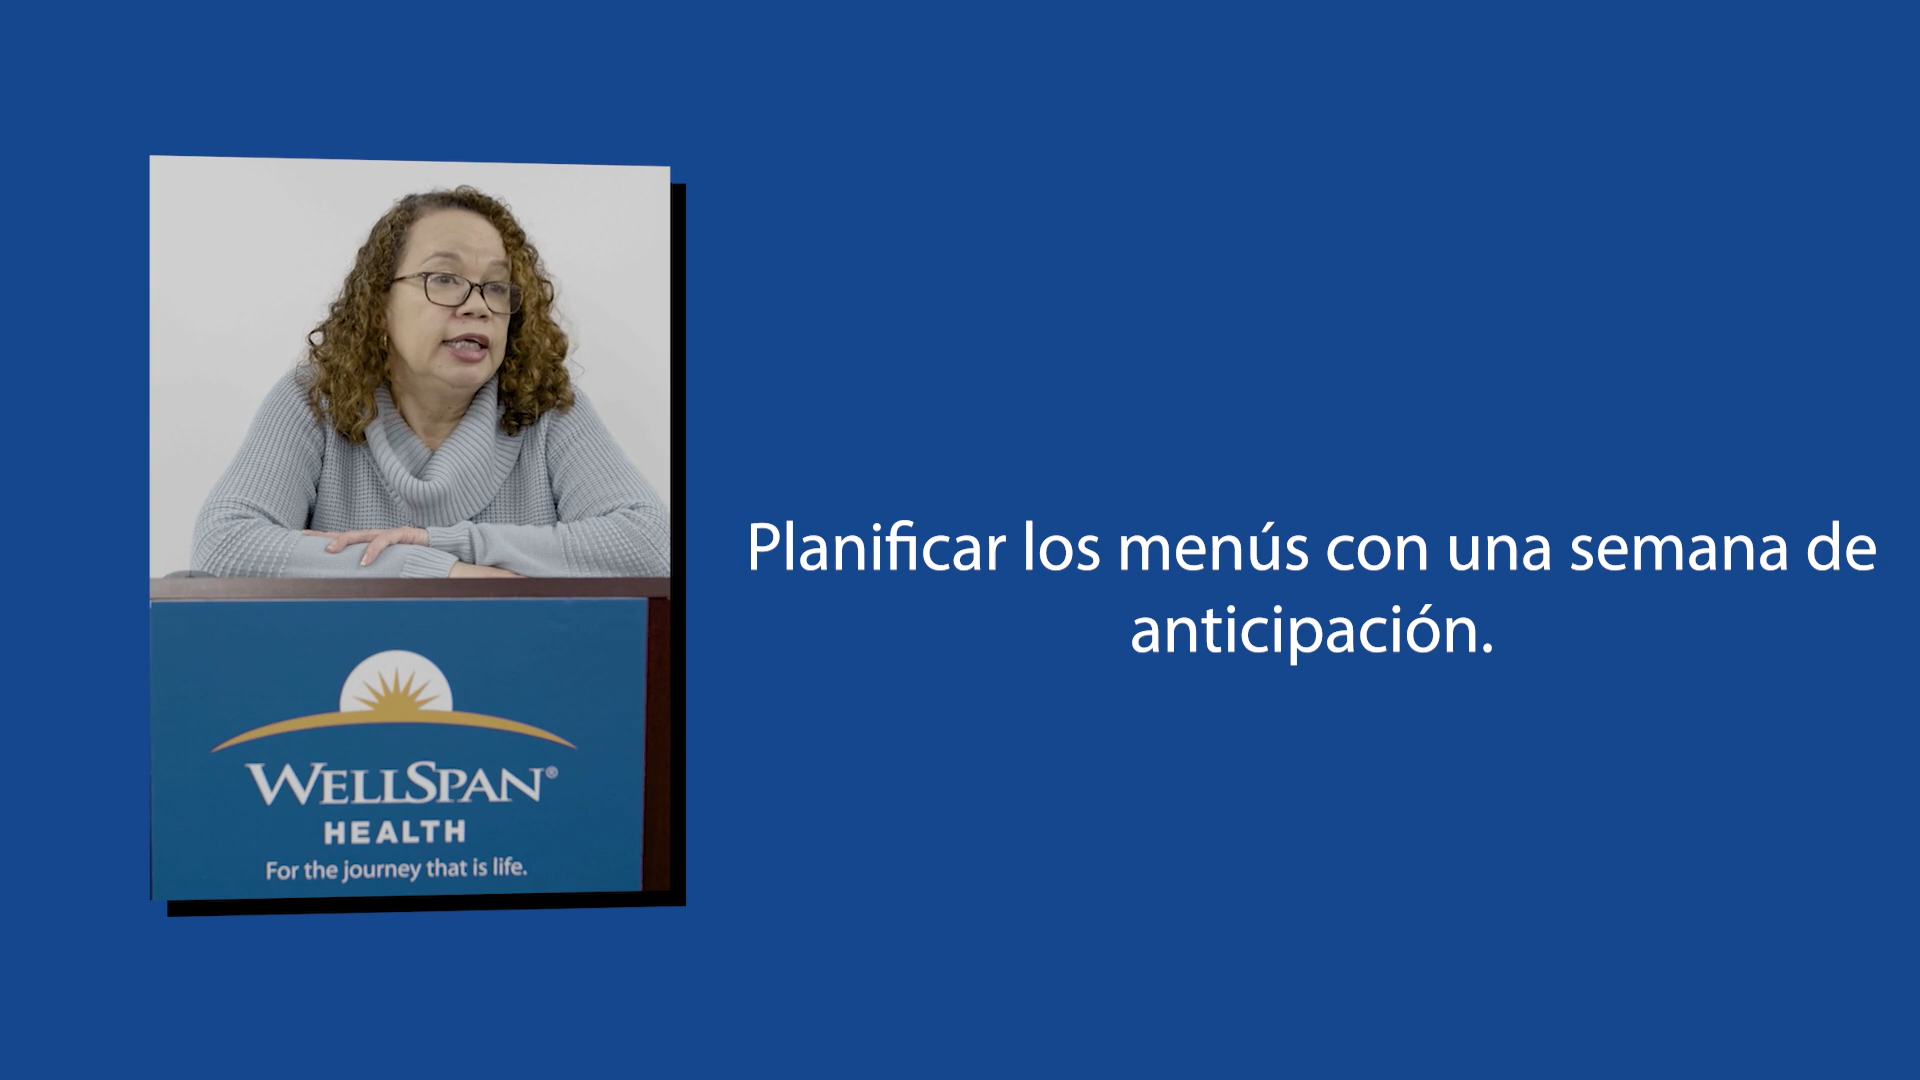 Planificar los menús con una semana de
anticipación.
WELLSPAN®
HEALTH
For the journey that is life.